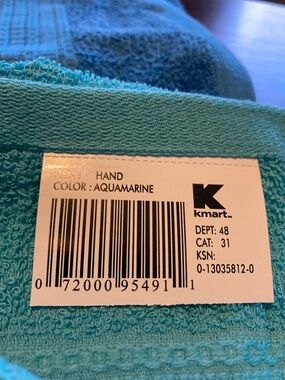 HAND
COLOR : AQUAMARINE
K
kmart
DEPT: 48
CAT: 31
KSN:
0-13035812-0
0 72000 95491 1